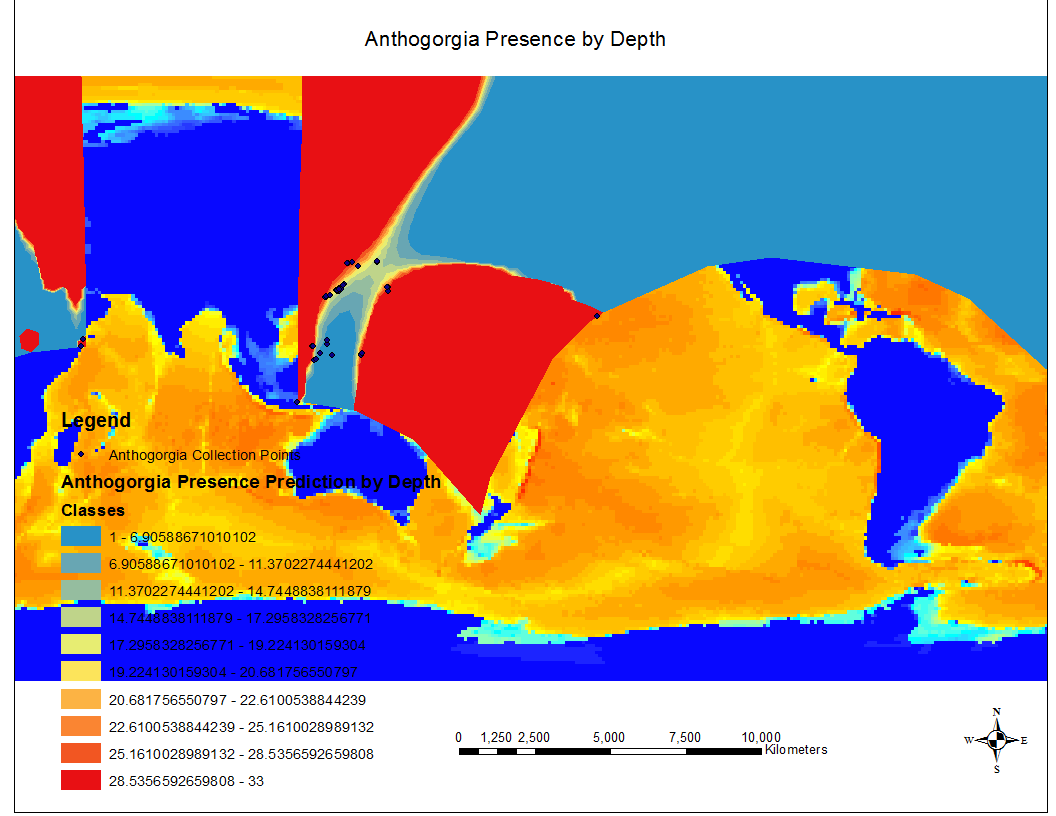 Anthogorgia Presence by Depth
Legend
Anthogorgia Collection Points
Anthogorgia Presence Prediction by Depth
Classes
1 - 6.90588671010102
6.90588671010102 - 11.3702274441202
11.3702274441202 - 14.7448838111879
14.7448838111879 - 17.2958328256771
17.2958328256771 - 19.224130159304
19.224130159304 - 20.681756550797
20.681756550797 - 22.6100538844239
22.6100538844239 - 25.1610028989132
25.1610028989132 - 28.5356592659808
28.5356592659808 - 33
0 1,250 2,500 5,000 7,500 10,000
Kilometers
N
W E
S